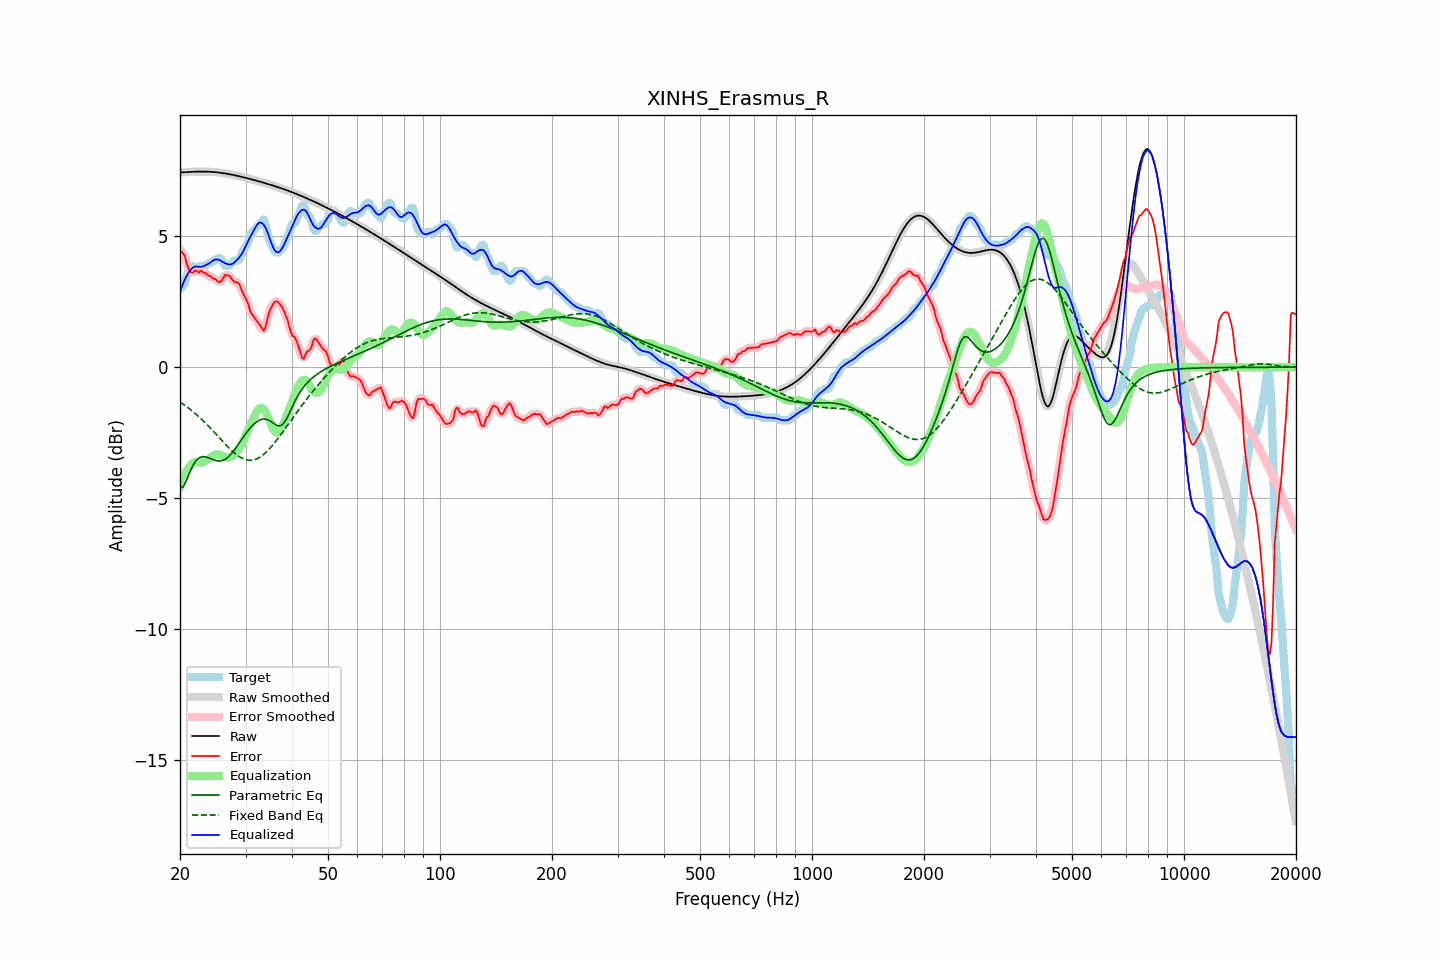 XINHS_Erasmus_R
Amplitude (dBr)
5
0
−5
−10
−15
Target
Raw Smoothed
Error Smoothed
Raw
Error
Equalization
Parametric Eq
Fixed Band Eq
Equalized
20 50 100 200 500 1000 2000 5000 10000 20000
Frequency (Hz)